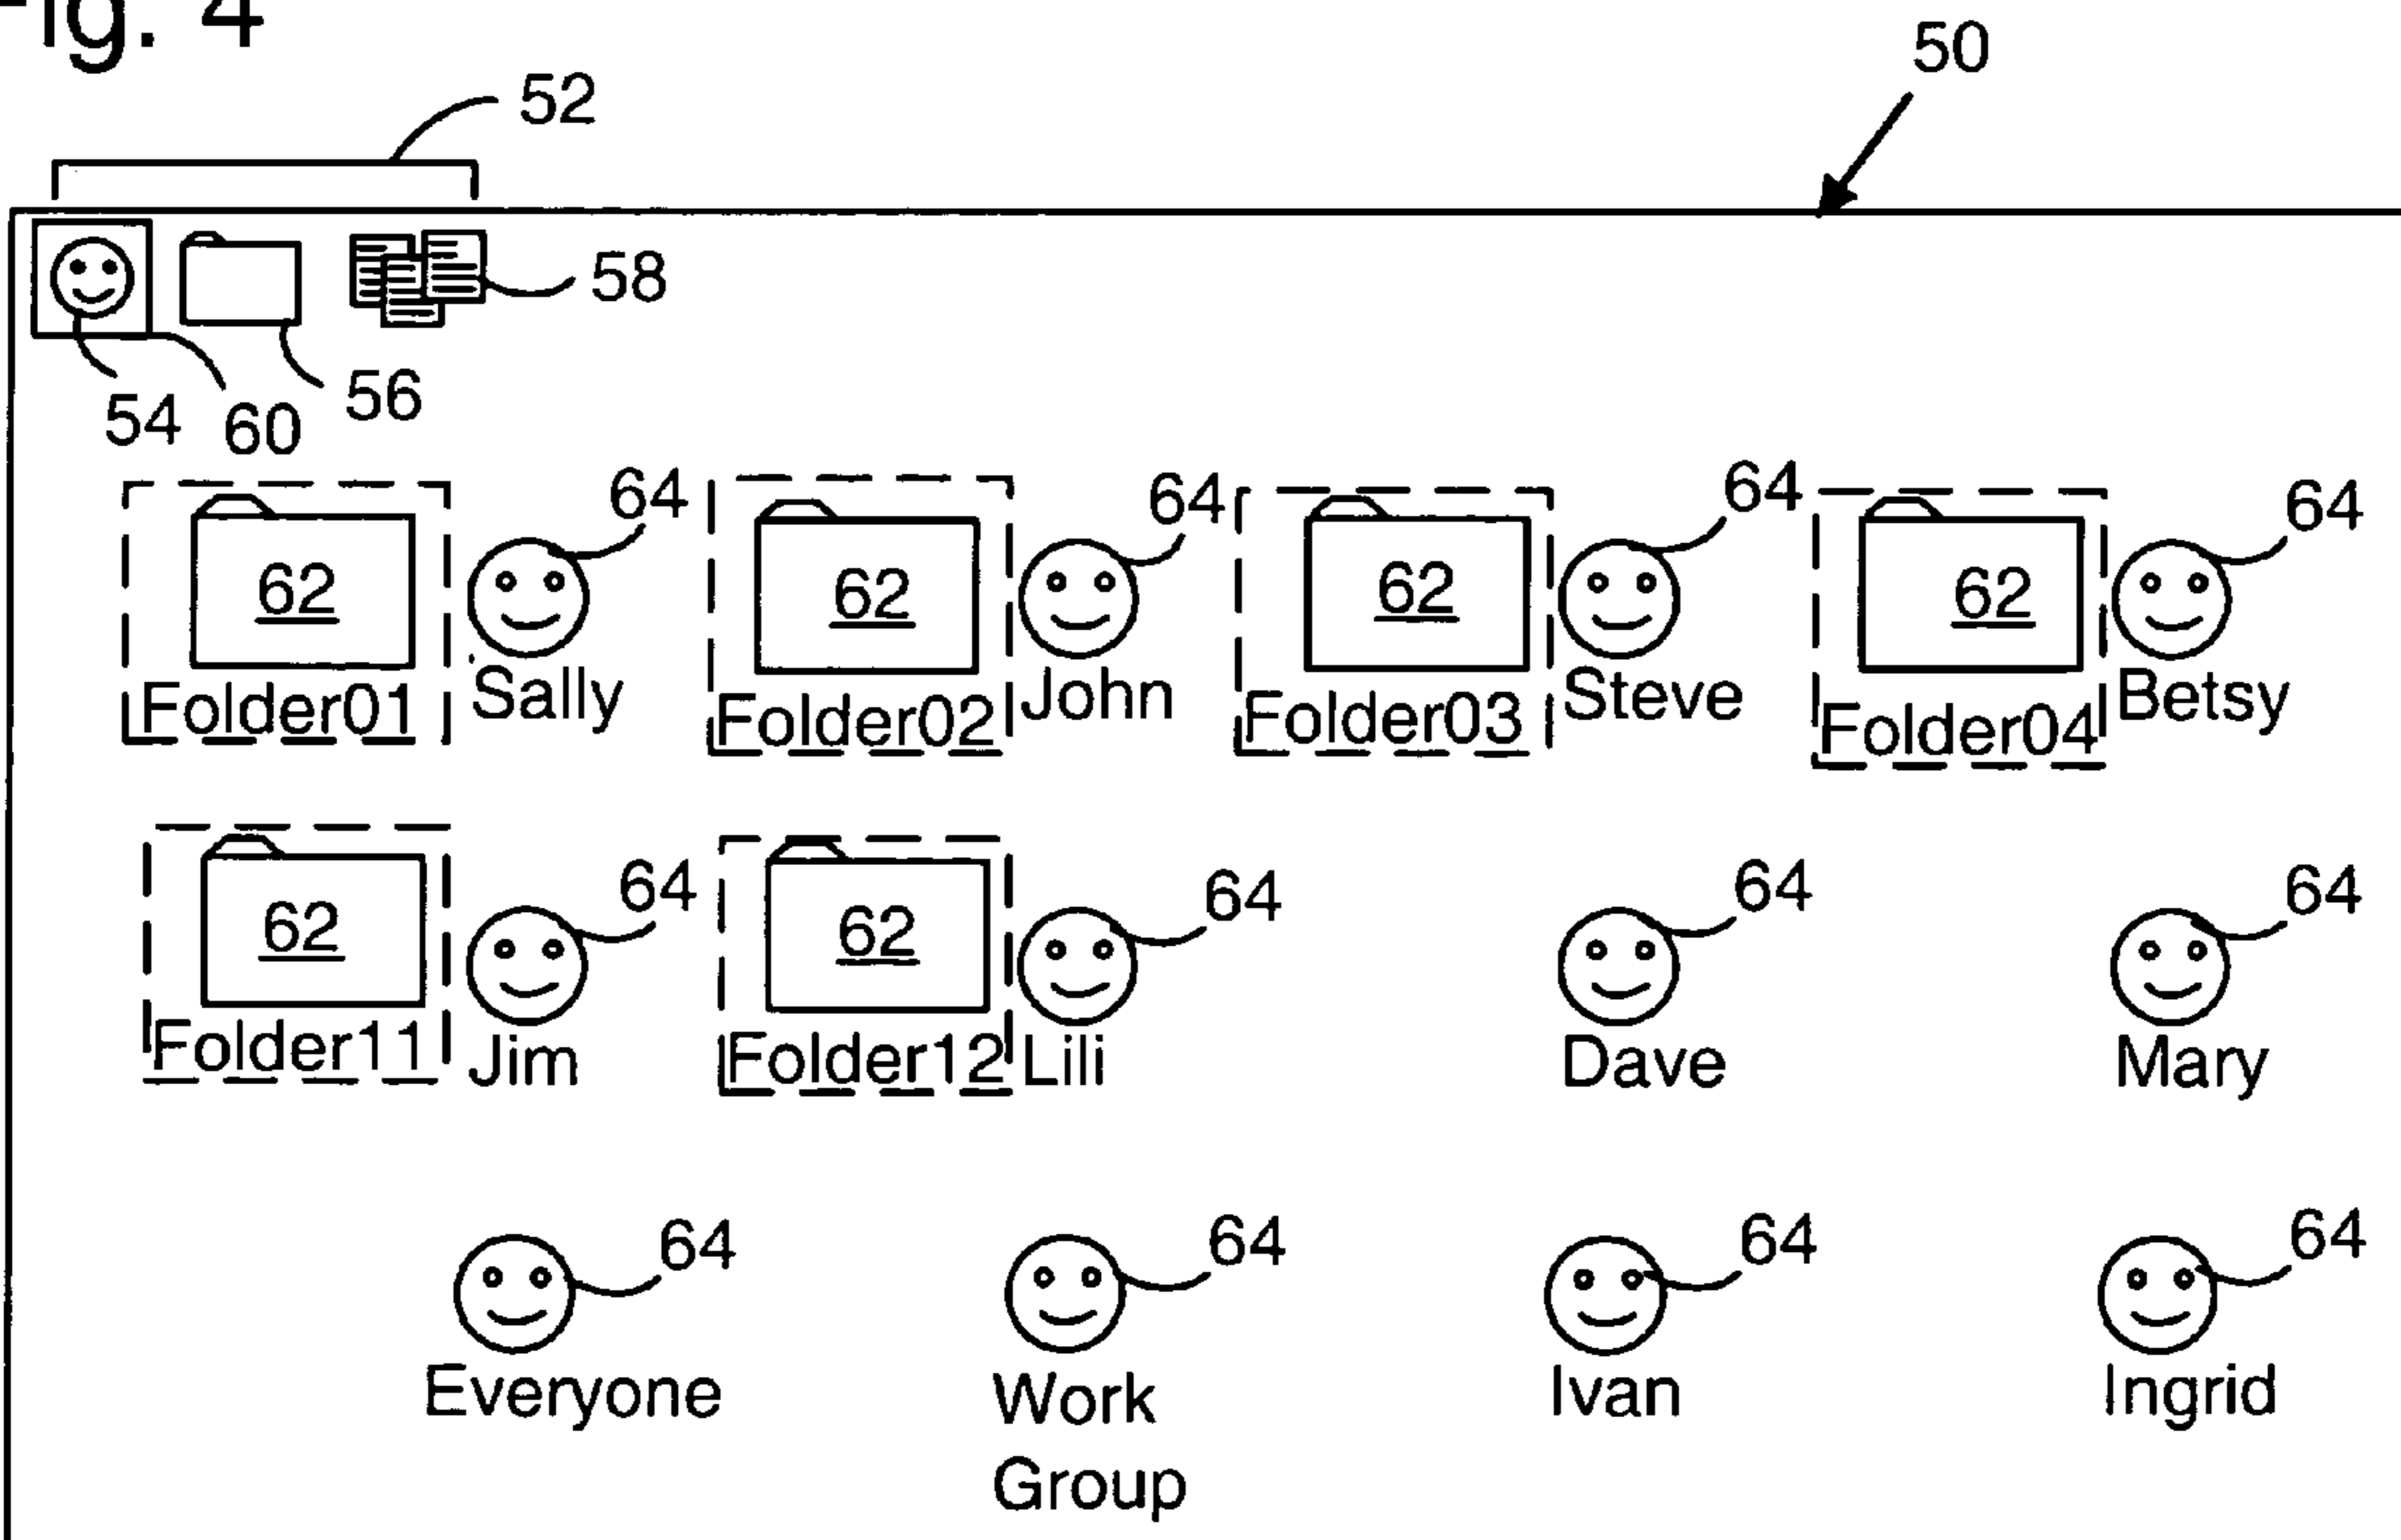 Fig. 4
50
52
58
54 60 56
64 64 64 64
62 62 62 62
Folder01 Sally Folder02 John Folder03 Steve Folder04 Betsy
64 64 64 64
62 62
Folder11 Jim Folder12 Lili Dave Mary
64 64 64 64
Everyone Work Ivan Ingrid
Group